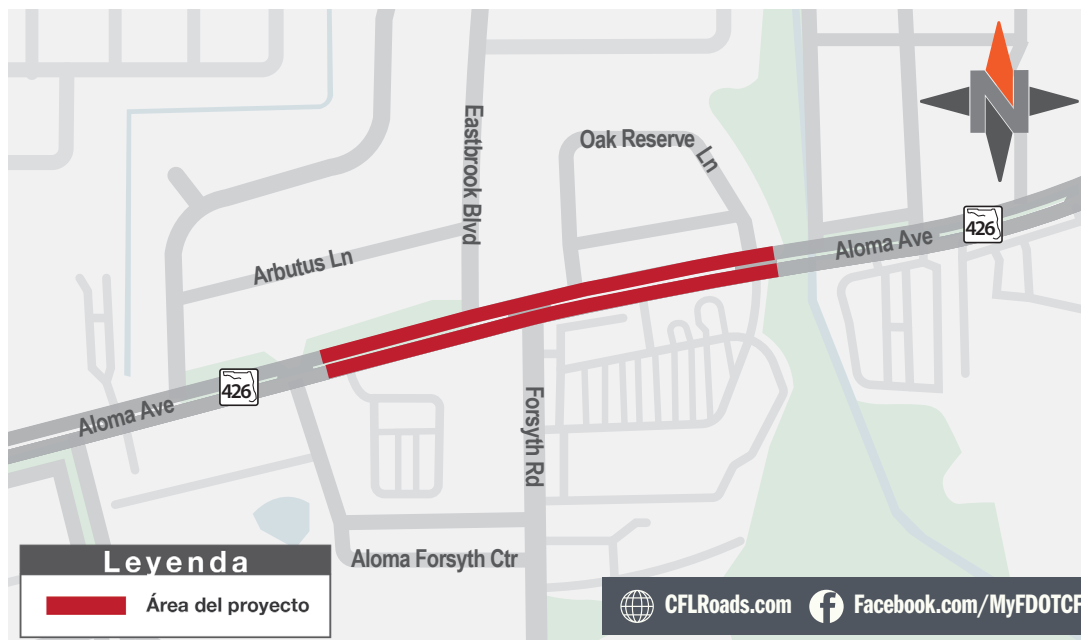 N
Eastbrook Blvd
Oak Reserve
Ln
426
Aloma Ave
Arbutus Ln
426
Aloma Ave
Forsyth Rd
Aloma Forsyth Ctr
Leyenda
Área del proyecto
CFLRoads.com
Facebook.com/MyFDOTCF